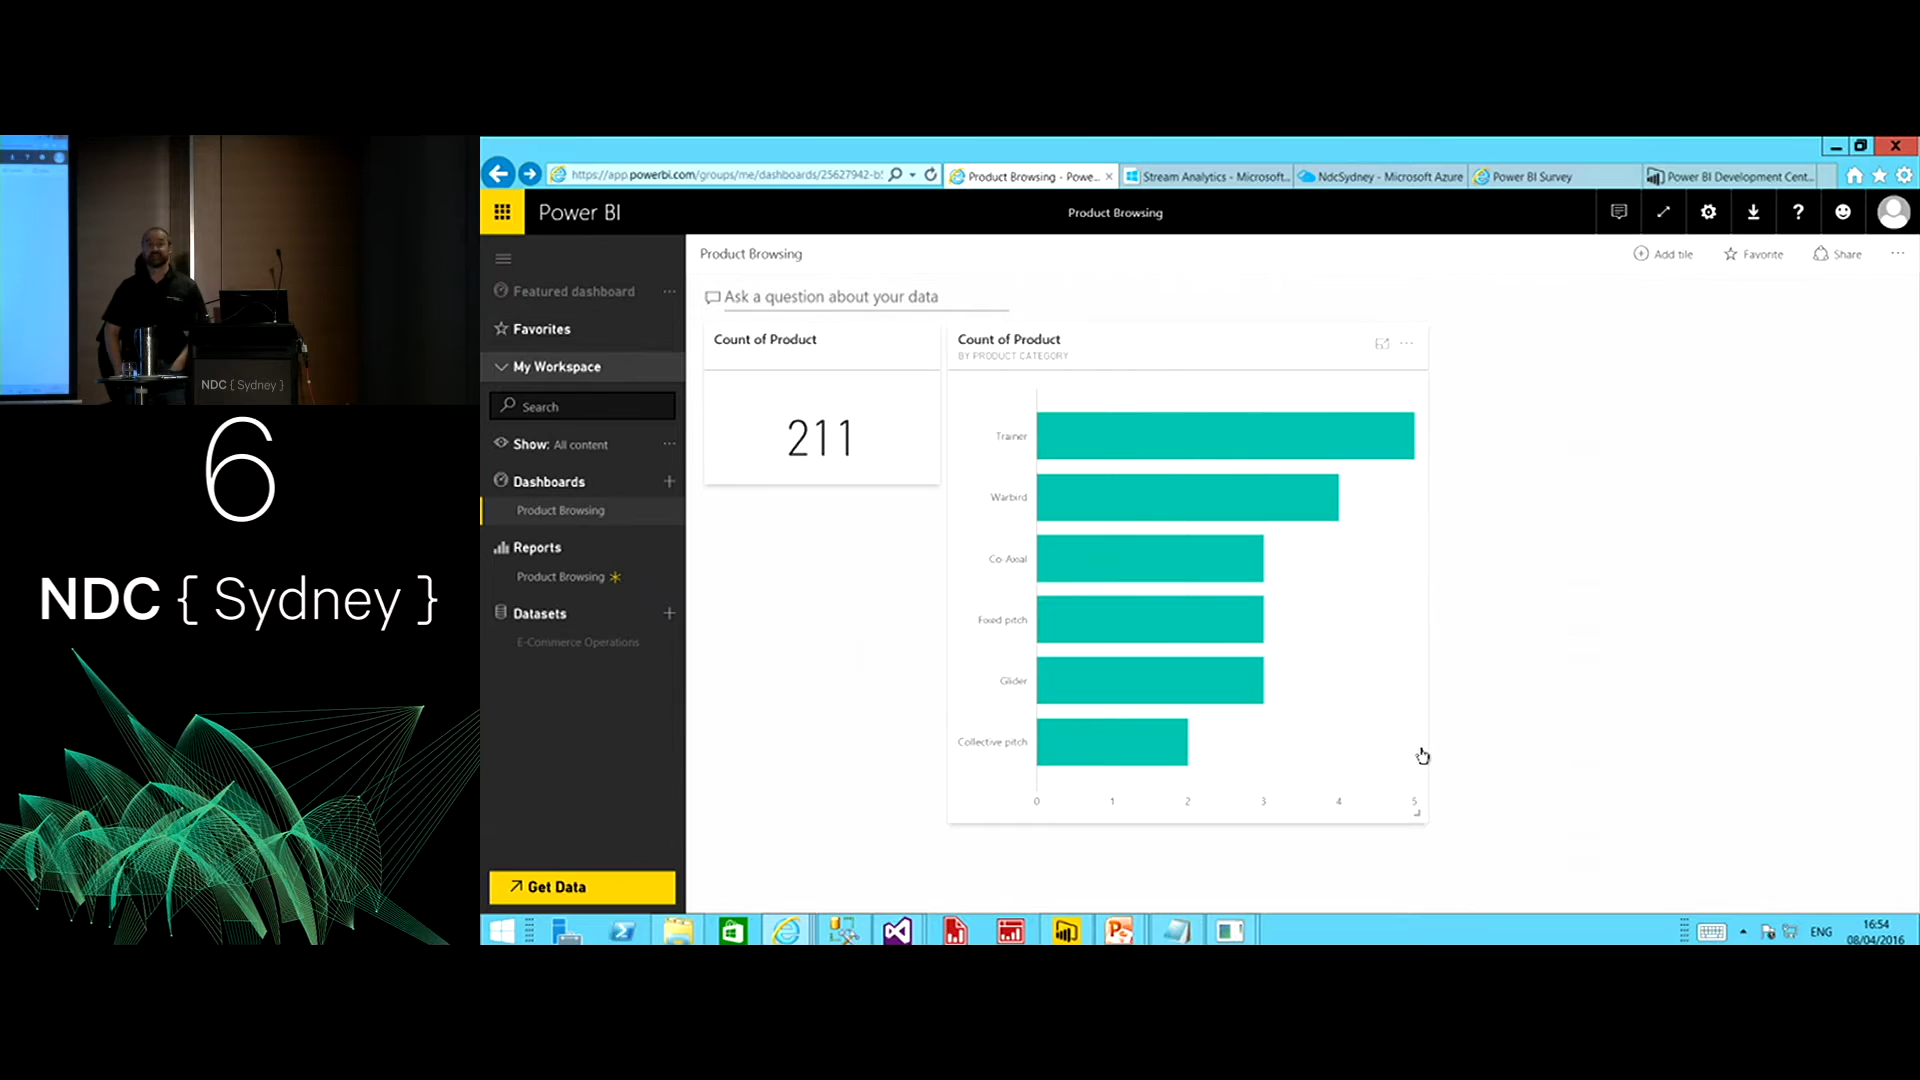 NDC { Sydney }
6
NDC { Sydney }
https://app.powerbi.com/groups/me/dashboards/25627942-b
Product Browsing - Powe...
Stream Analytics - Microsoft...
NdcSydney - Microsoft Azure
Power BI Survey
Power BI Development Cent...
Power BI
Product Browsing
Product Browsing
Add tile
Favorite
Share
Featured dashboard
Favorites
My Workspace
Search
Show: All content
Dashboards
Product Browsing
Reports
Product Browsing
Datasets
E-Commerce Operations
Get Data
Ask a question about your data
Count of Product
211
Count of Product
BY PRODUCT CATEGORY
Trainer
Warbird
Co-Axial
Fixed pitch
Glider
Collective pitch
0 1 2 3 4 5
ENG
16:54
08/04/2016